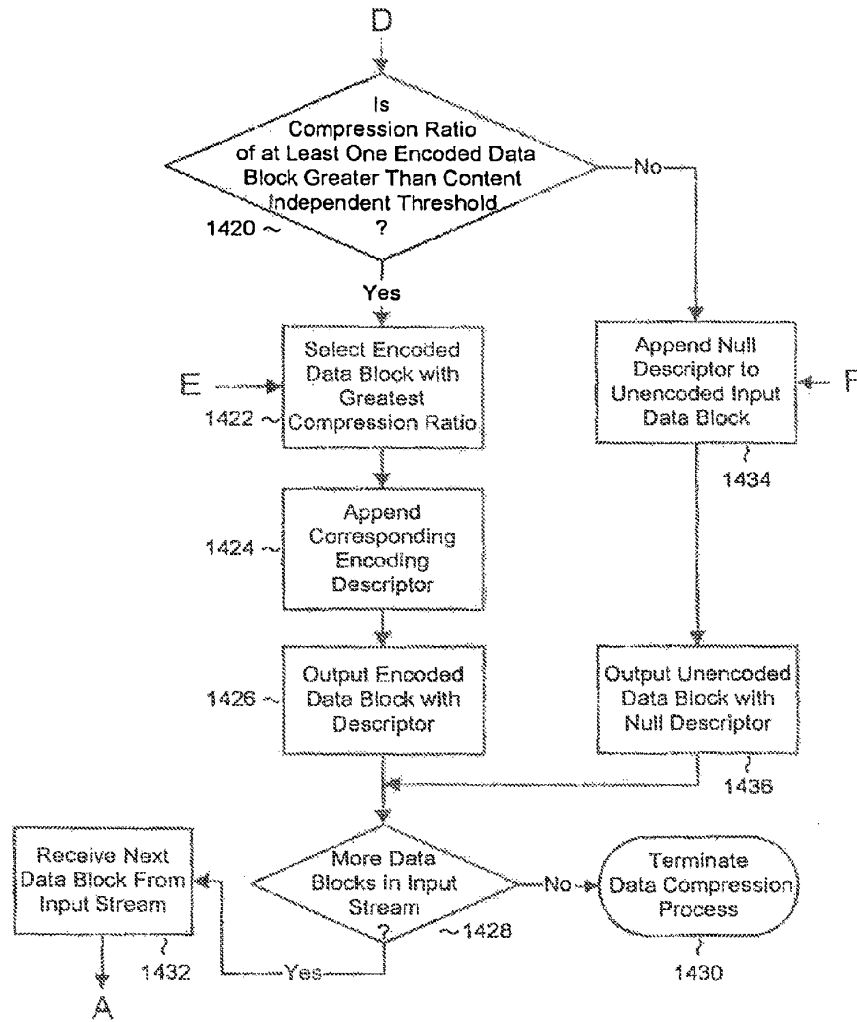 D
Is
Compression Ratio
of at Least One Encoded Data
Block Greater Than Content
Independent Threshold
?
1420 ~
No
Yes
E
Select Encoded
Data Block with
Greatest
Compression Ratio
1422 ~
Append Null
Descriptor to
Unencoded Input
Data Block
F
1434
Append
Corresponding
Encoding
Descriptor
1424 ~
Output Encoded
Data Block with
Descriptor
1426 ~
Output Unencoded
Data Block with
Null Descriptor
1436
Receive Next
Data Block From
Input Stream
1432
More Data
Blocks in Input
Stream
?
~1428
No
Terminate
Data Compression
Process
1430
Yes
A